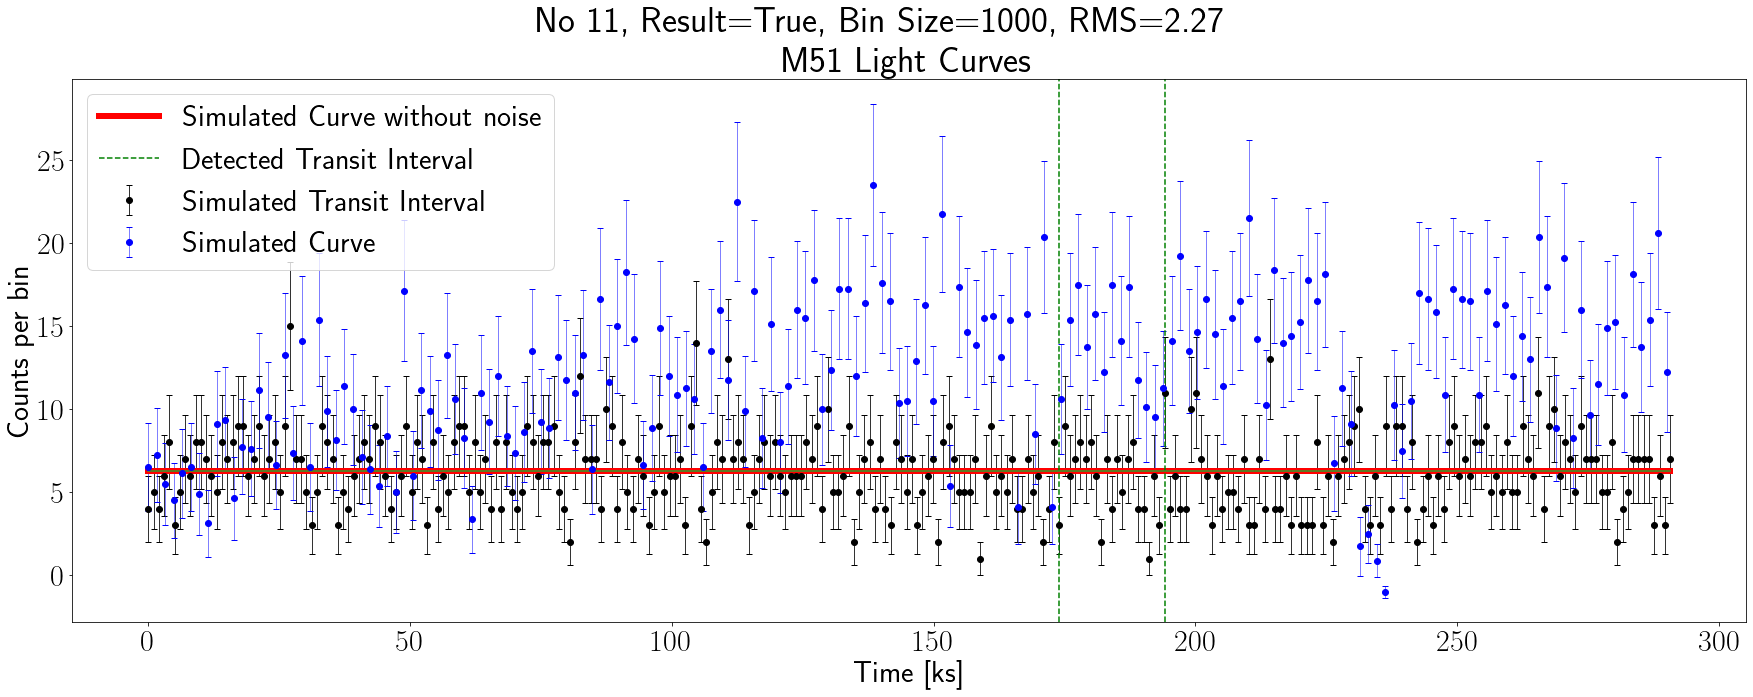 No 11, Result=True, Bin Size=1000, RMS=2.27
M51 Light Curves
Simulated Curve without noise
Detected Transit Interval
Simulated Transit Interval
Simulated Curve
Counts per bin
25
20
15
10
5
0
0 50 100 150 200 250 300
Time [ks]